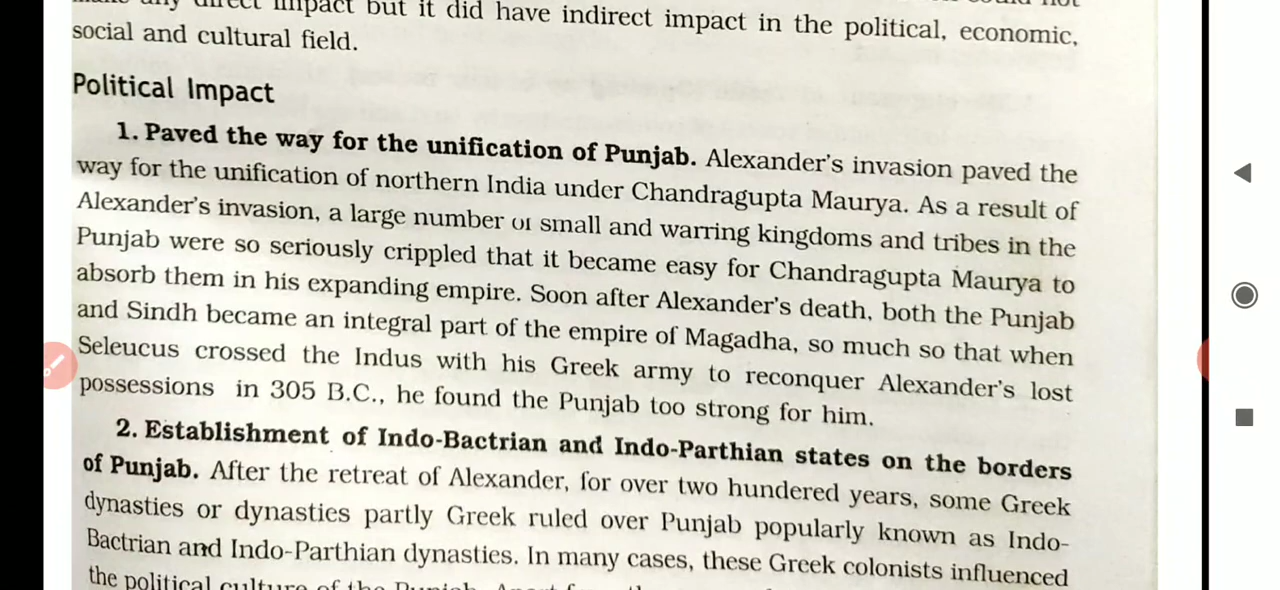 any direct impact but it did have indirect impact in the political, economic,
social and cultural field.
Political Impact
1. Paved the way for the unification of Punjab. Alexander's invasion paved the
way for the unification of northern India under Chandragupta Maurya. As a result of
Alexander's invasion, a large number of small and warring kingdoms and tribes in the
Punjab were so seriously crippled that it became easy for Chandragupta Maurya to
absorb them in his expanding empire. Soon after Alexander's death, both the Punjab
and Sindh became an integral part of the empire of Magadha, so much so that when
Seleucus crossed the Indus with his Greek army to reconquer Alexander's lost
possessions in 305 B.C., he found the Punjab too strong for him.
2. Establishment of Indo-Bactrian and Indo-Parthian states on the borders
of Punjab. After the retreat of Alexander, for over two hundred years, some Greek
dynasties or dynasties partly Greek ruled over Punjab popularly known as Indo-
Bactrian and Indo-Parthian dynasties. In many cases, these Greek colonists influenced
the political culture of the Punjab.